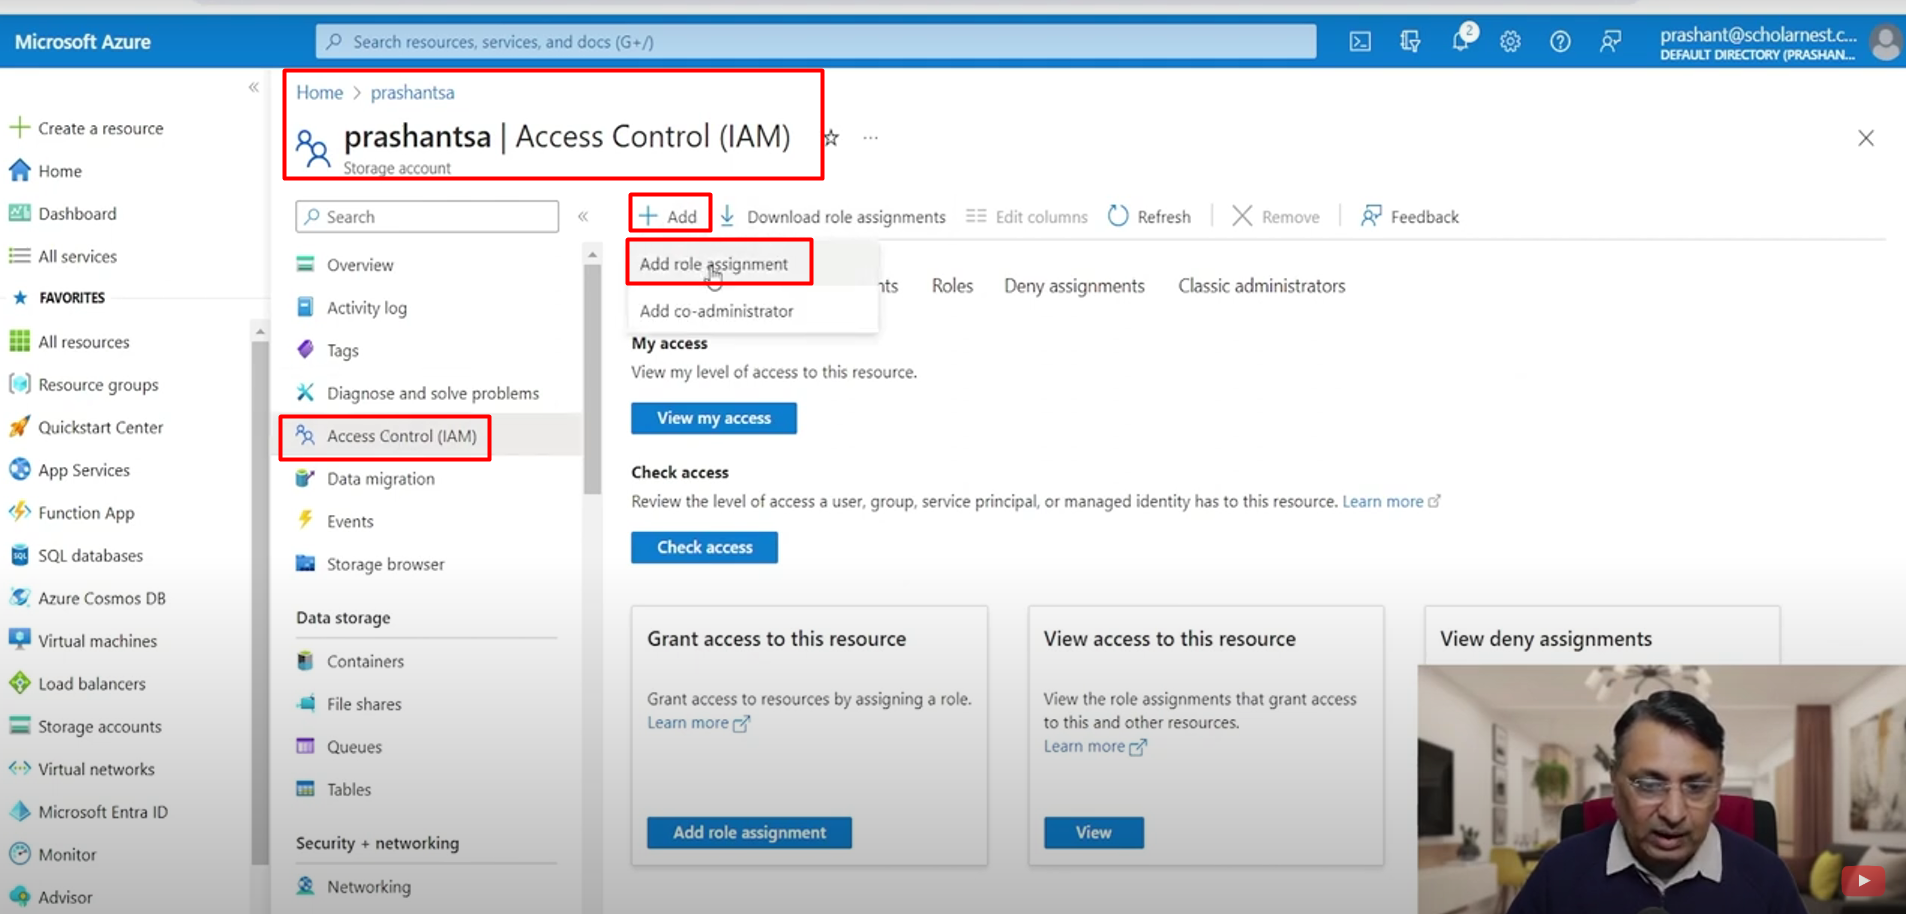 Microsoft Azure
Search resources, services, and docs (G+/)
2
prashant@scholarnest.c...
DEFAULT DIRECTORY (PRASHAN...
Create a resource
Home
Dashboard
All services
FAVORITES
All resources
Resource groups
Quickstart Center
App Services
Function App
SQL databases
Azure Cosmos DB
Virtual machines
Load balancers
Storage accounts
Virtual networks
Microsoft Entra ID
Monitor
Advisor
Home > prashantsa
prashantsa | Access Control (IAM)
Storage account
Search
Overview
Activity log
Tags
Diagnose and solve problems
Access Control (IAM)
Data migration
Events
Storage browser
Data storage
Containers
File shares
Queues
Tables
Security + networking
Networking
Add Download role assignments Edit columns Refresh Remove Feedback
Add role assignment
Add co-administrator
nts Roles Deny assignments Classic administrators
My access
View my level of access to this resource.
View my access
Check access
Review the level of access a user, group, service principal, or managed identity has to this resource. Learn more
Check access
Grant access to this resource
Grant access to resources by assigning a role.
Learn more
Add role assignment
View access to this resource
View the role assignments that grant access
to this and other resources.
Learn more
View
View deny assignments